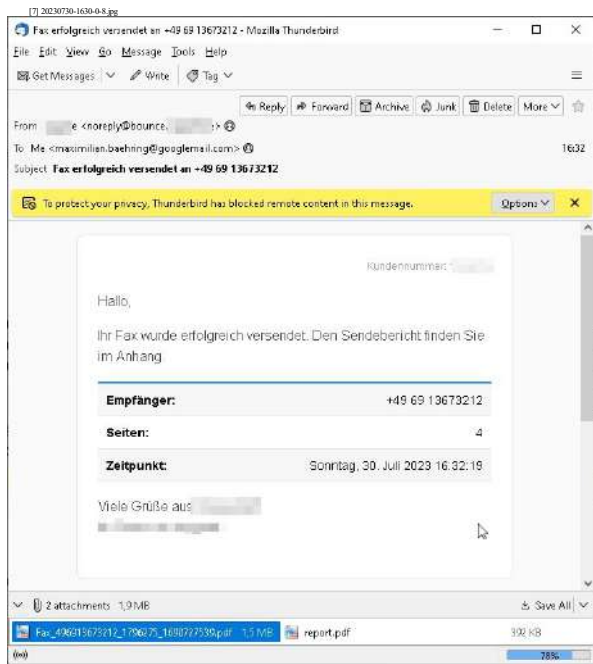 [7] 20230730-1630-0-8.jpg
Fax erfolgreich versendet an +49 69 13673212 - Mozilla Thunderbird
File Edit View Go Message Tools Help
Get Messages Write Tag
Reply Forward Archive Junk Delete More
From e <noreply@bounce. >
To Me <maximilian.baehring@googlemail.com> 16:32
Subject Fax erfolgreich versendet an +49 69 13673212
To protect your privacy, Thunderbird has blocked remote content in this message. Options
Kundennummer:
Hallo,
Ihr Fax wurde erfolgreich versendet. Den Sendebericht finden Sie
im Anhang
Empfänger: +49 69 13673212
Seiten: 4
Zeitpunkt: Sonntag, 30. Juli 2023 16:32:19
Viele Grüße aus
2 attachments 1,9 MB Save All
1,5 MB report.pdf 392 KB
78%